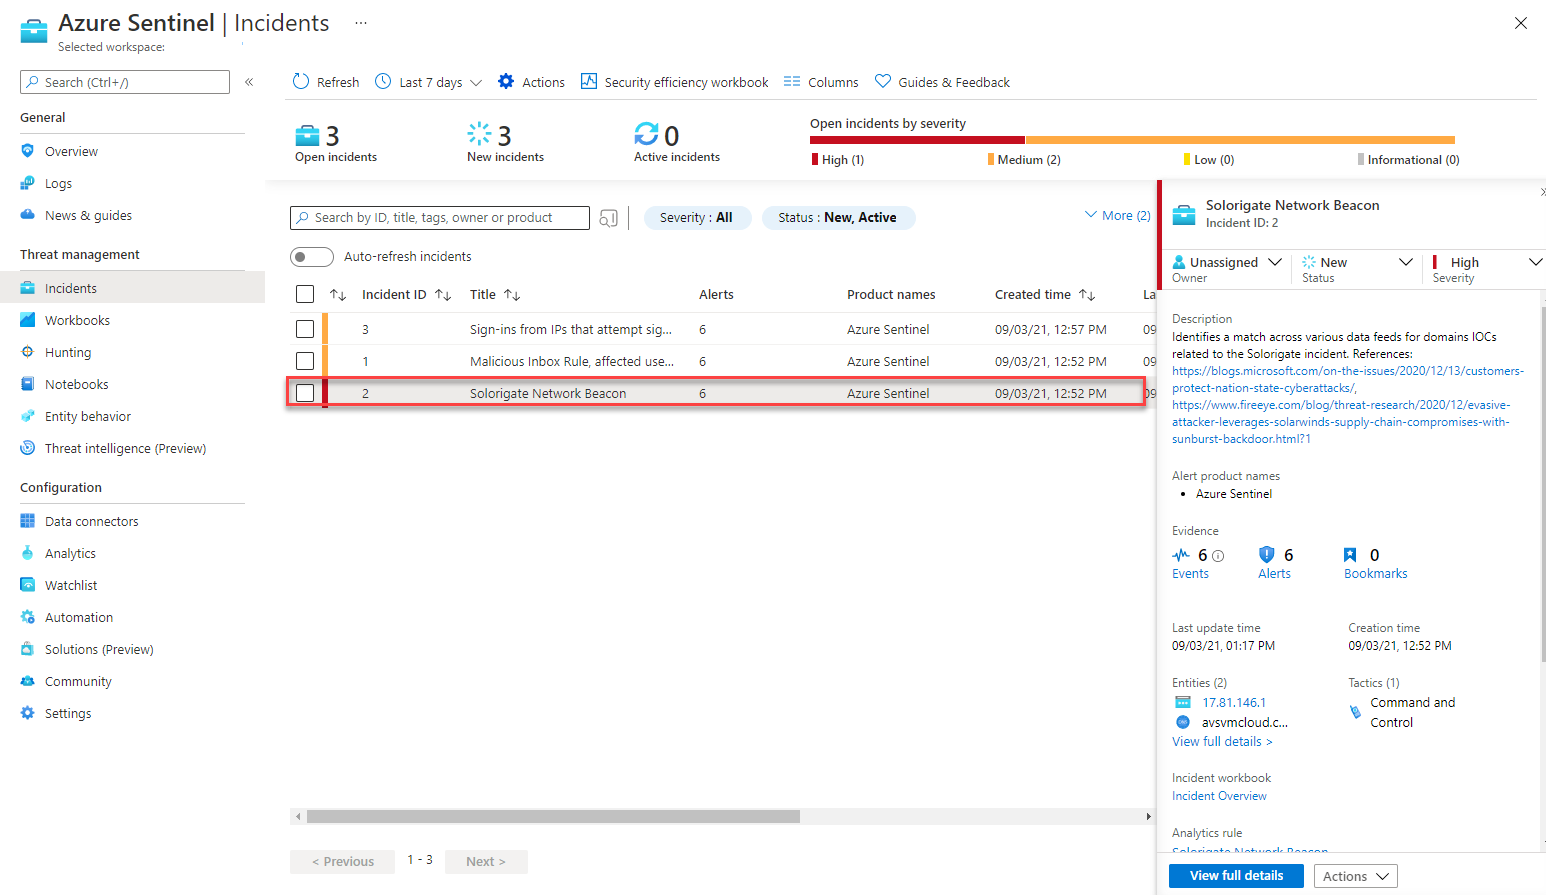 Azure Sentinel | Incidents ...
Selected workspace:
Search (Ctrl+/)
«
General
Overview
Logs
News & guides
Threat management
Incidents
Workbooks
Hunting
Notebooks
Entity behavior
Threat intelligence (Preview)
Configuration
Data connectors
Analytics
Watchlist
Automation
Solutions (Preview)
Community
Settings
Refresh
Last 7 days
Actions
Security efficiency workbook
Columns
Guides & Feedback
3
Open incidents
3
New incidents
0
Active incidents
Open incidents by severity
High (1)
Medium (2)
Low (0)
Informational (0)
Search by ID, title, tags, owner or product
Severity : All
Status : New, Active
More (2)
Auto-refresh incidents
Incident ID Title Alerts Product names Created time La
3 Sign-ins from IPs that attempt sig... 6 Azure Sentinel 09/03/21, 12:57 PM 09
1 Malicious Inbox Rule, affected use... 6 Azure Sentinel 09/03/21, 12:52 PM 09
2 Solorigate Network Beacon 6 Azure Sentinel 09/03/21, 12:52 PM 09
< Previous 1 - 3 Next >
Solorigate Network Beacon
Incident ID: 2
Unassigned
Owner
New
Status
High
Severity
Description
Identifies a match across various data feeds for domains IOCs
related to the Solorigate incident. References:
https://blogs.microsoft.com/on-the-issues/2020/12/13/customers-
protect-nation-state-cyberattacks/,
https://www.fireeye.com/blog/threat-research/2020/12/evasive-
attacker-leverages-solarwinds-supply-chain-compromises-with-
sunburst-backdoor.html?1
Alert product names
• Azure Sentinel
Evidence
6
Events
6
Alerts
0
Bookmarks
Last update time
09/03/21, 01:17 PM
Creation time
09/03/21, 12:52 PM
Entities (2)
17.81.146.1
avsvmcloud.c...
View full details >
Tactics (1)
Command and
Control
Incident workbook
Incident Overview
Analytics rule
Solorigate Network Beacon
View full details
Actions